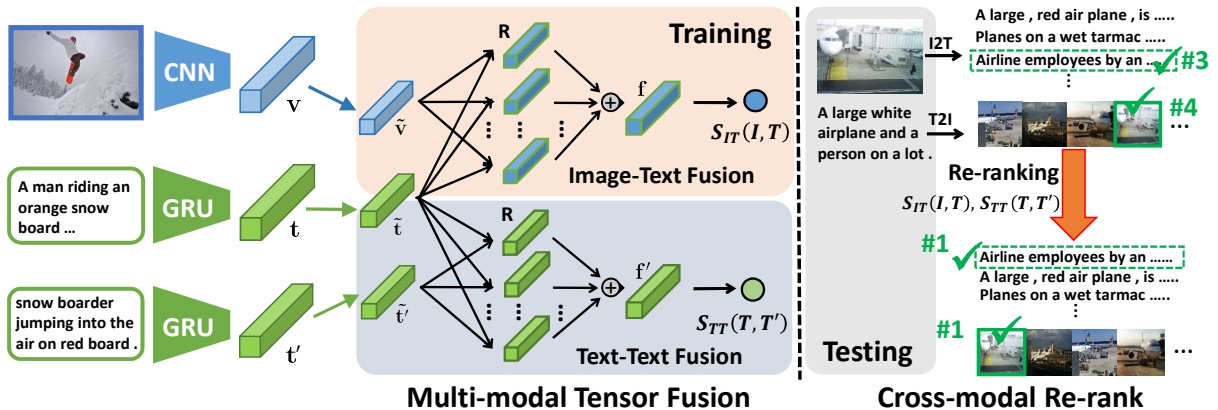 CNN
v
ṽ
R
Training
f
S_IT(I, T)
Image-Text Fusion
A man riding an
orange snow
board ...
GRU
t
t̃
snow boarder
jumping into the
air on red board .
GRU
t′
t̃′
R
f′
S_TT(T, T′)
Text-Text Fusion
Multi-modal Tensor Fusion
I2T
A large , red air plane , is .....
Planes on a wet tarmac .....
Airline employees by an .....
#3
A large white
airplane and a
person on a lot .
T2I
#4
...
Re-ranking
S_IT(I, T), S_TT(T, T′)
#1
Airline employees by an ......
A large , red air plane , is .....
Planes on a wet tarmac .....
#1
...
Testing
Cross-modal Re-rank